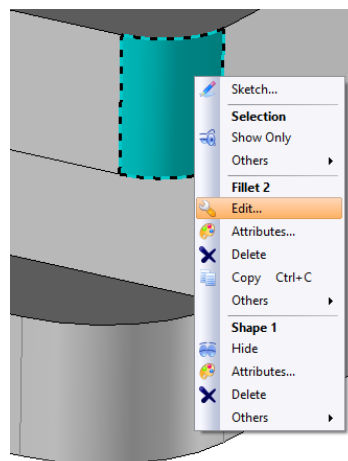 Sketch...
Selection
Show Only
Others
Fillet 2
Edit...
Attributes...
Delete
Copy Ctrl+C
Others
Shape 1
Hide
Attributes...
Delete
Others